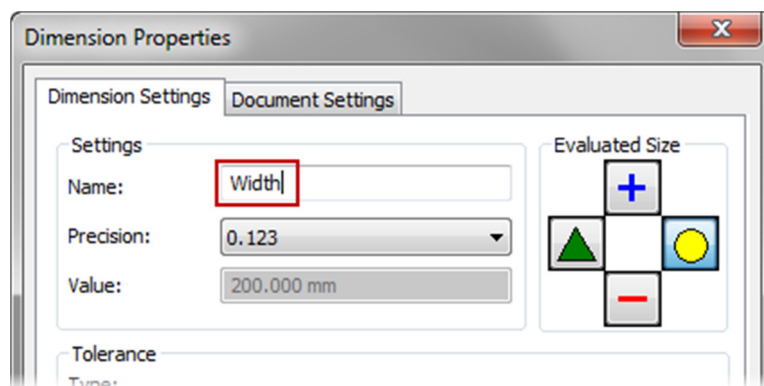 Dimension Properties
Dimension Settings Document Settings
Settings Evaluated Size
Name: Width
Precision: 0.123
Value: 200.000 mm
Tolerance
Type: